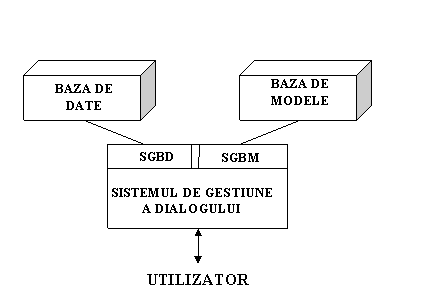 BAZA DE
DATE
BAZA DE
MODELE
SGBD
SGBM
SISTEMUL DE GESTIUNE
A DIALOGULUI
UTILIZATOR